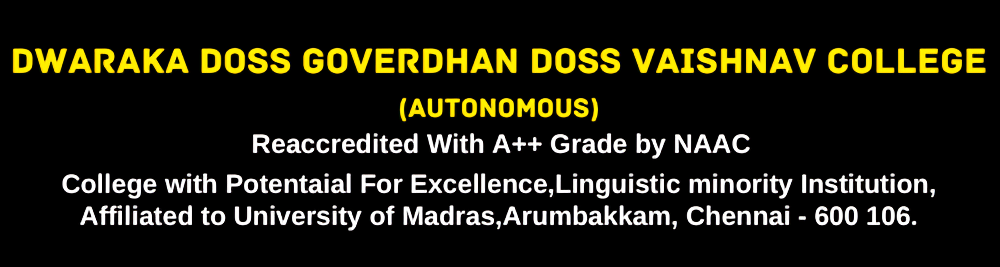 DWARAKA DOSS GOVERDHAN DOSS VAISHNAV COLLEGE
(AUTONOMOUS)
Reaccredited With A++ Grade by NAAC
College with Potentaial For Excellence,Linguistic minority Institution,
Affiliated to University of Madras,Arumbakkam, Chennai - 600 106.